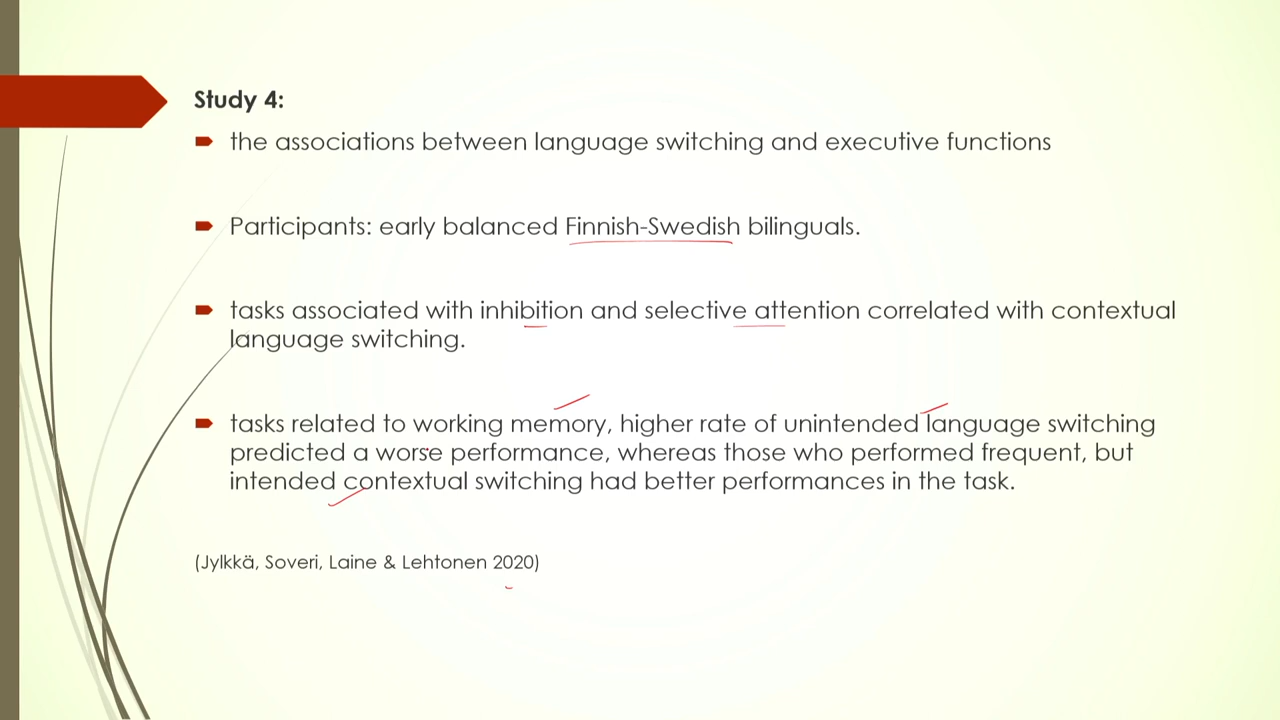 Study 4:
the associations between language switching and executive functions
Participants: early balanced Finnish-Swedish bilinguals.
tasks associated with inhibition and selective attention correlated with contextual
language switching.
tasks related to working memory, higher rate of unintended language switching
predicted a worse performance, whereas those who performed frequent, but
intended contextual switching had better performances in the task.
(Jylkkä, Soveri, Laine & Lehtonen 2020)